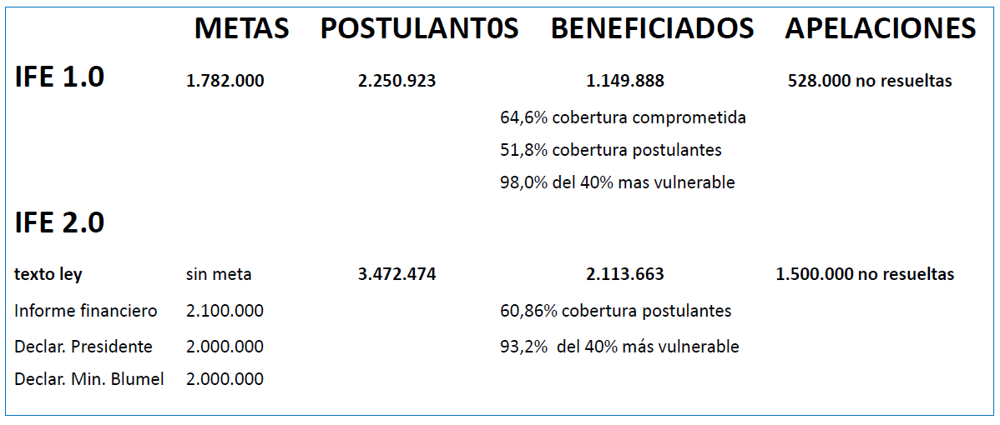 METAS POSTULANT0S BENEFICIADOS APELACIONES
IFE 1.0 1.782.000 2.250.923 1.149.888 528.000 no resueltas
64,6% cobertura comprometida
51,8% cobertura postulantes
98,0% del 40% mas vulnerable
IFE 2.0
texto ley sin meta 3.472.474 2.113.663 1.500.000 no resueltas
Informe financiero 2.100.000 60,86% cobertura postulantes
Declar. Presidente 2.000.000 93,2% del 40% más vulnerable
Declar. Min. Blumel 2.000.000